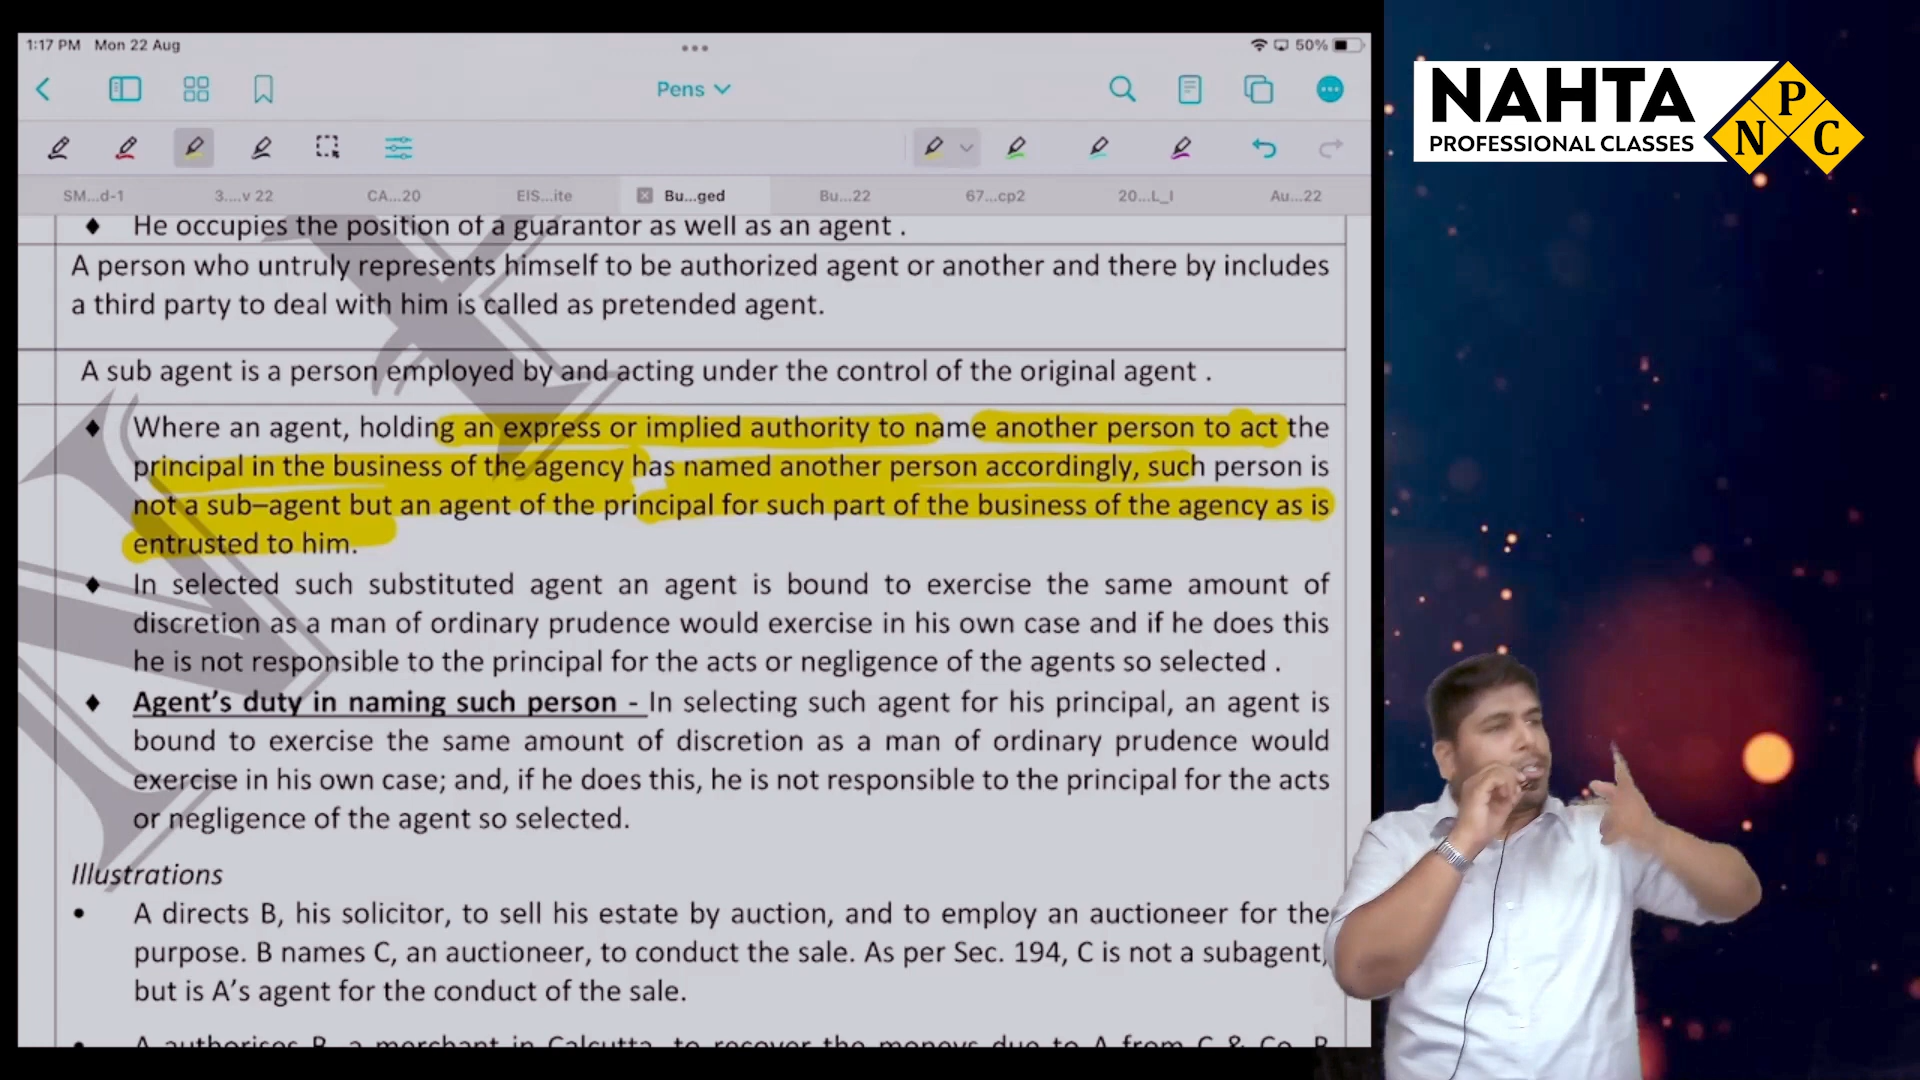 1:17 PM Mon 22 Aug
50%
Pens
SM...d-1 3....v 22 CA...20 EIS...ite Bu...ged Bu...22 67...cp2 20...L_I Au...22
♦ He occupies the position of a guarantor as well as an agent .
A person who untruly represents himself to be authorized agent or another and there by includes
a third party to deal with him is called as pretended agent.
A sub agent is a person employed by and acting under the control of the original agent .
♦ Where an agent, holding an express or implied authority to name another person to act the
principal in the business of the agency has named another person accordingly, such person is
not a sub–agent but an agent of the principal for such part of the business of the agency as is
entrusted to him.
♦ In selected such substituted agent an agent is bound to exercise the same amount of
discretion as a man of ordinary prudence would exercise in his own case and if he does this
he is not responsible to the principal for the acts or negligence of the agents so selected .
♦ Agent’s duty in naming such person - In selecting such agent for his principal, an agent is
bound to exercise the same amount of discretion as a man of ordinary prudence would
exercise in his own case; and, if he does this, he is not responsible to the principal for the acts
or negligence of the agent so selected.
Illustrations
• A directs B, his solicitor, to sell his estate by auction, and to employ an auctioneer for the
purpose. B names C, an auctioneer, to conduct the sale. As per Sec. 194, C is not a subagent,
but is A’s agent for the conduct of the sale.
• A authorises B, a merchant in Calcutta, to recover the moneys due to A from C & Co. B
NAHTA
PROFESSIONAL CLASSES
P
N C